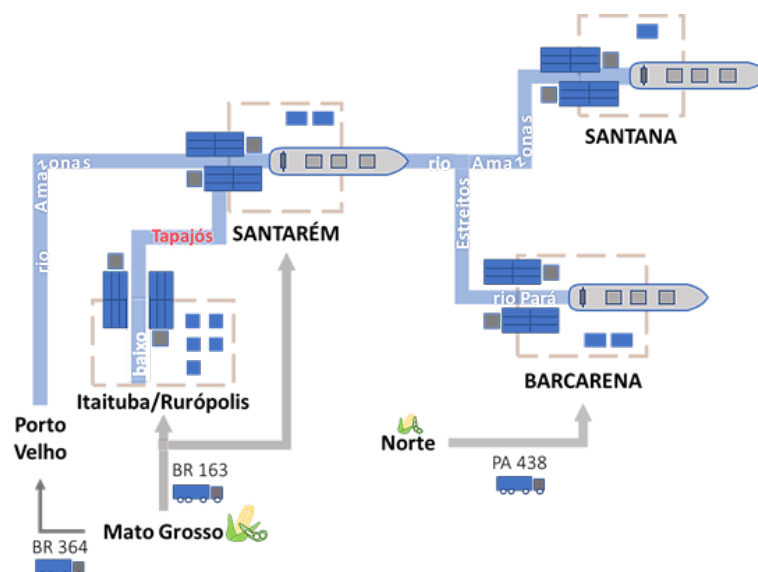 SANTANA
rio Amazonas
rio Amazonas
Estreitos
SANTARÉM
Tapajós
baixo
rio Pará
BARCARENA
Itaituba/Rurópolis
Porto
Velho
Norte
BR 163
PA 438
Mato Grosso
BR 364